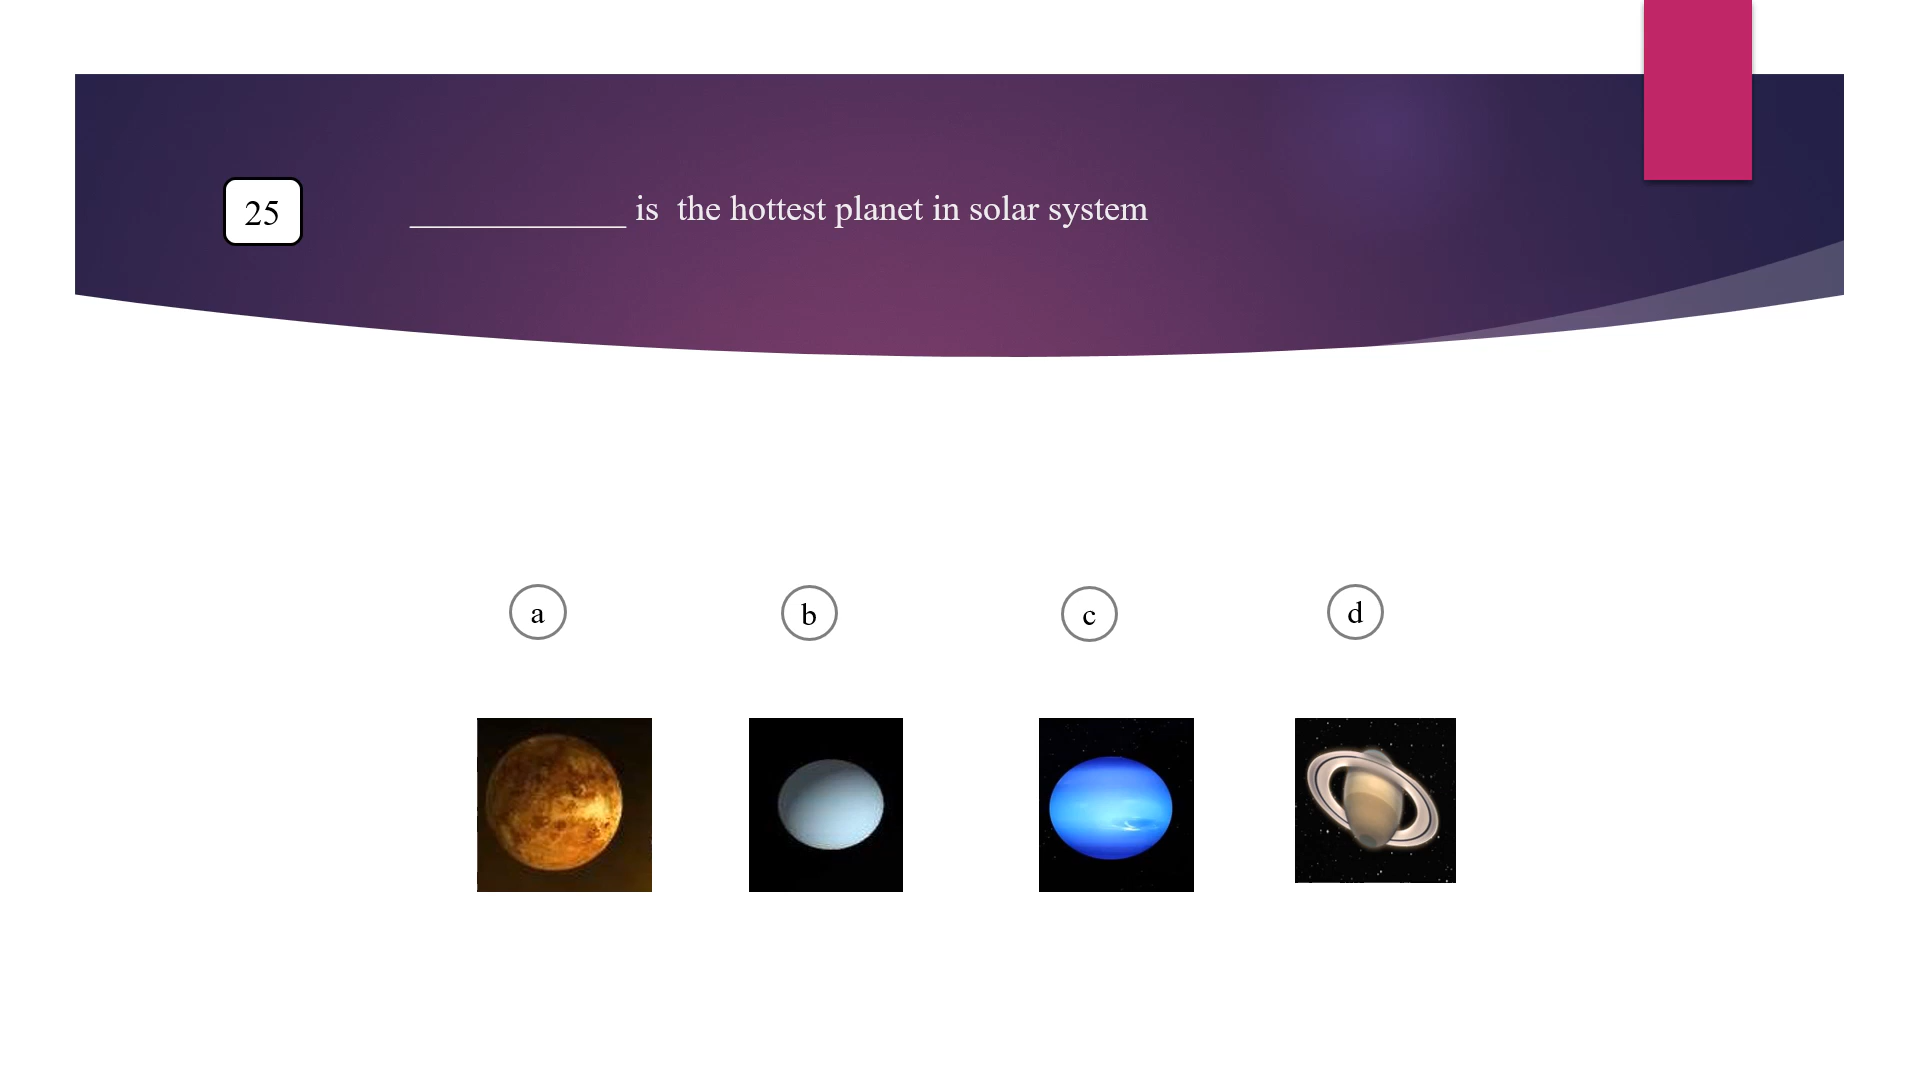 25
____________ is  the hottest planet in solar system
a
b
c
d